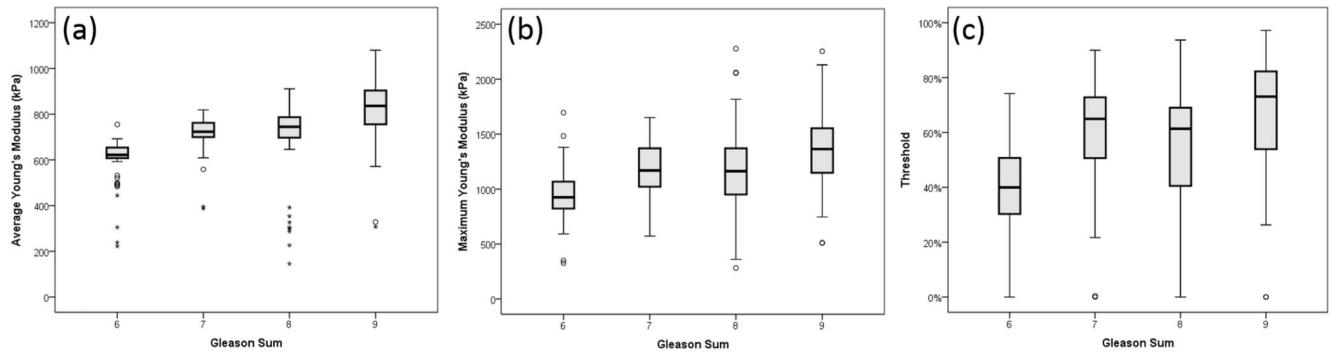 (a)
Average Young's Modulus (kPa)
1200
1000
800
600
400
200
0
6 7 8 9
Gleason Sum
(b)
Maximum Young's Modulus (kPa)
2500
2000
1500
1000
500
0
6 7 8 9
Gleason Sum
(c)
Threshold
100%
80%
60%
40%
20%
0%
6 7 8 9
Gleason Sum